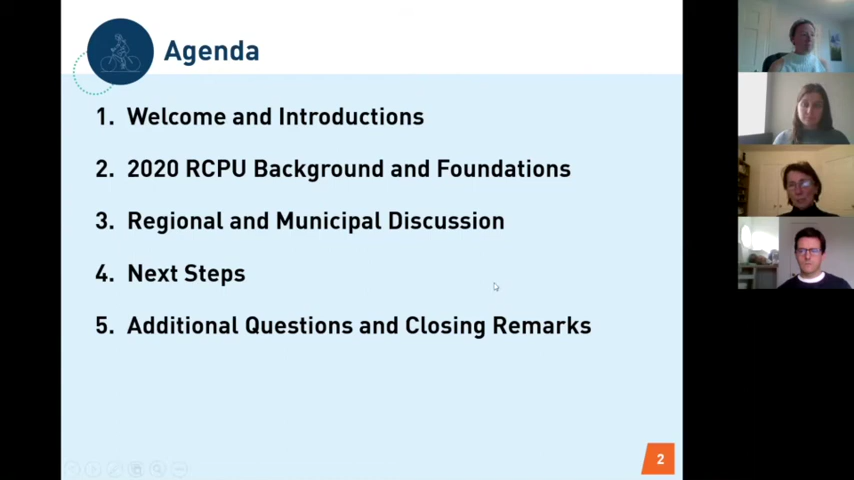 Agenda
1. Welcome and Introductions
2. 2020 RCPU Background and Foundations
3. Regional and Municipal Discussion
4. Next Steps
5. Additional Questions and Closing Remarks
2